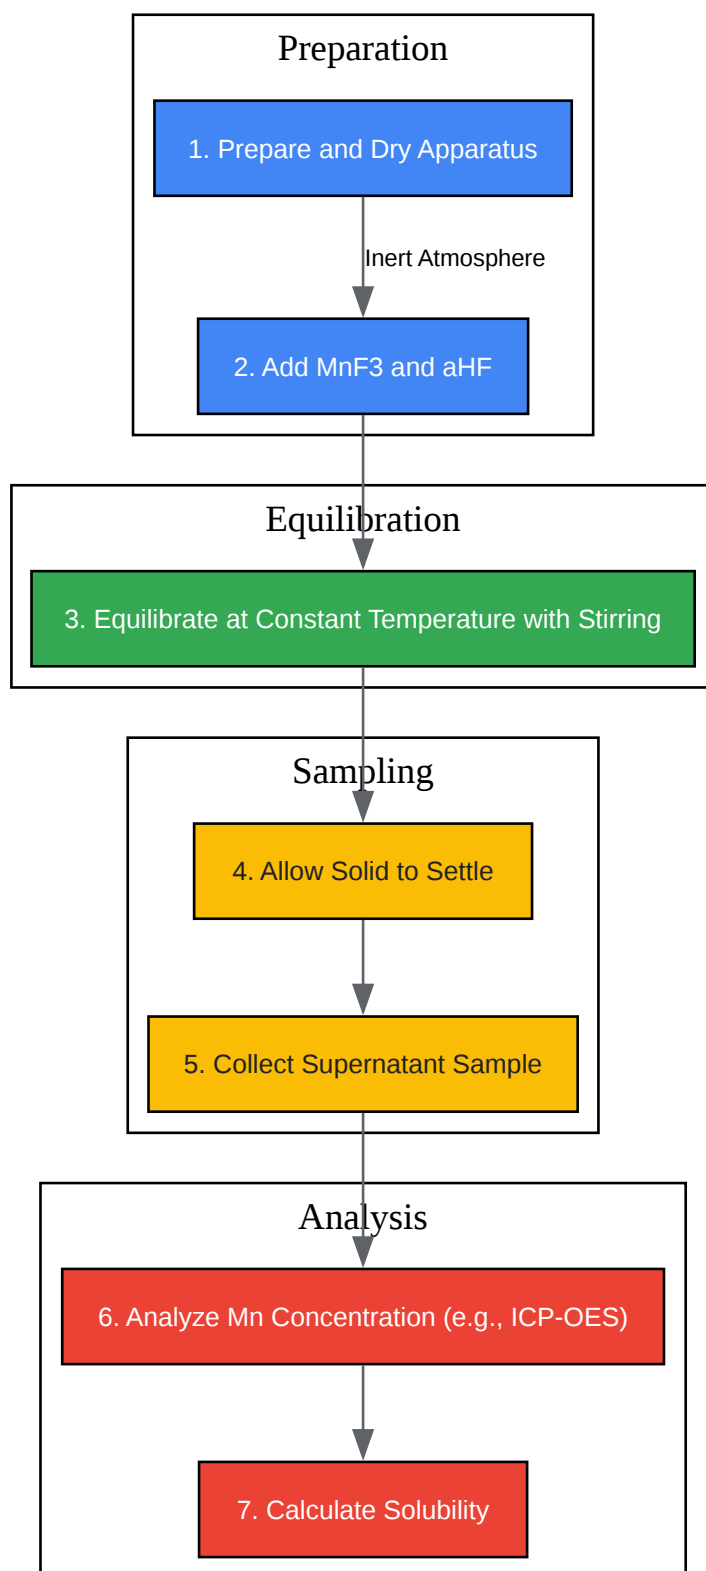 Preparation
1. Prepare and Dry Apparatus
Inert Atmosphere
2. Add MnF3 and aHF
Equilibration
3. Equilibrate at Constant Temperature with Stirring
Sampling
4. Allow Solid to Settle
5. Collect Supernatant Sample
Analysis
6. Analyze Mn Concentration (e.g., ICP-OES)
7. Calculate Solubility